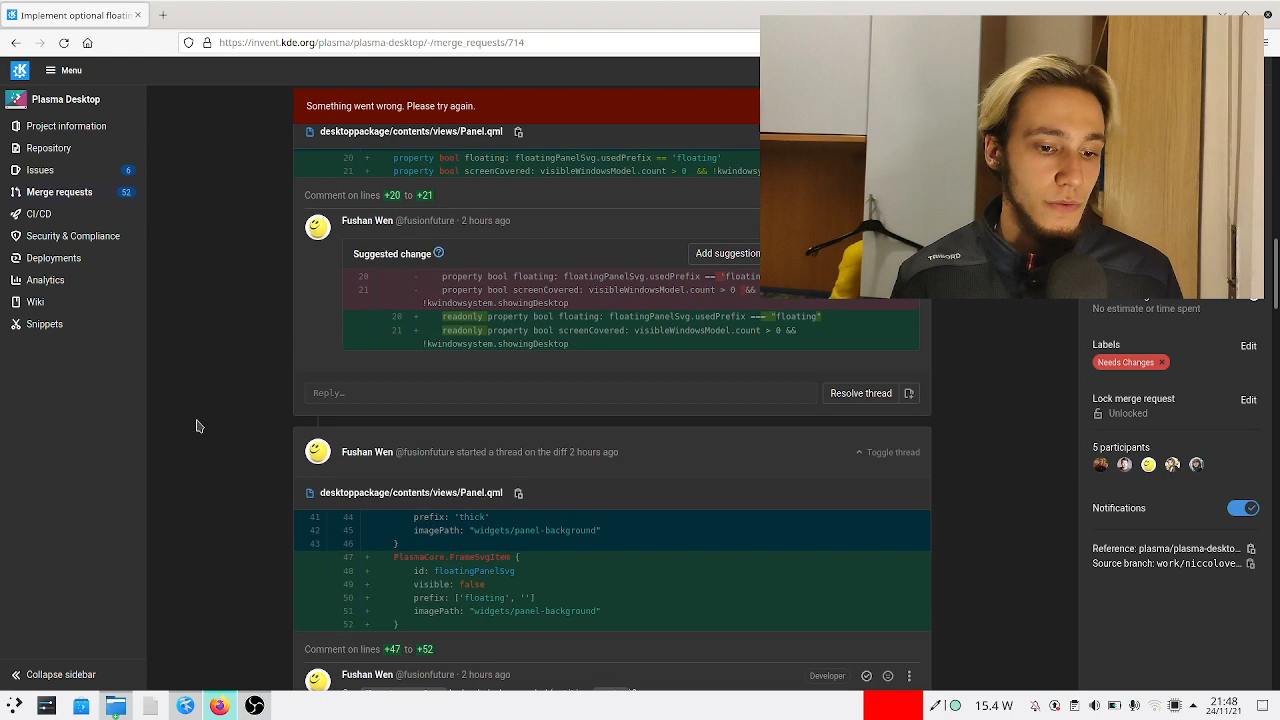 Implement optional floatin
https://invent.kde.org/plasma/plasma-desktop/-/merge_requests/714
Menu
Plasma Desktop
Project information
Repository
Issues 6
Merge requests 52
CI/CD
Security & Compliance
Deployments
Analytics
Wiki
Snippets
Collapse sidebar
Something went wrong. Please try again.
desktoppackage/contents/views/Panel.qml
20 + property bool floating: floatingPanelSvg.usedPrefix == 'floating'
21 + property bool screenCovered: visibleWindowsModel.count > 0 && !kwindowsy
Comment on lines +20 to +21
Fushan Wen @fusionfuture · 2 hours ago
Suggested change
Add suggestio
20 - property bool floating: floatingPanelSvg.usedPrefix == 'floatin
21 - property bool screenCovered: visibleWindowsModel.count > 0 &&
!kwindowsystem.showingDesktop
20 + readonly property bool floating: floatingPanelSvg.usedPrefix === "floating"
21 + readonly property bool screenCovered: visibleWindowsModel.count > 0 &&
!kwindowsystem.showingDesktop
Reply…
Resolve thread
Fushan Wen @fusionfuture started a thread on the diff 2 hours ago
Toggle thread
desktoppackage/contents/views/Panel.qml
41 44 prefix: 'thick'
42 45 imagePath: "widgets/panel-background"
43 46 }
47 + PlasmaCore.FrameSvgItem {
48 + id: floatingPanelSvg
49 + visible: false
50 + prefix: ['floating', '']
51 + imagePath: "widgets/panel-background"
52 + }
Comment on lines +47 to +52
Fushan Wen @fusionfuture · 2 hours ago
Developer
TRINORD
No estimate or time spent
Labels
Edit
Needs Changes ×
Lock merge request
Edit
Unlocked
5 participants
Notifications
Reference: plasma/plasma-deskto...
Source branch: work/niccolove...
15.4 W
21:48
24/11/21